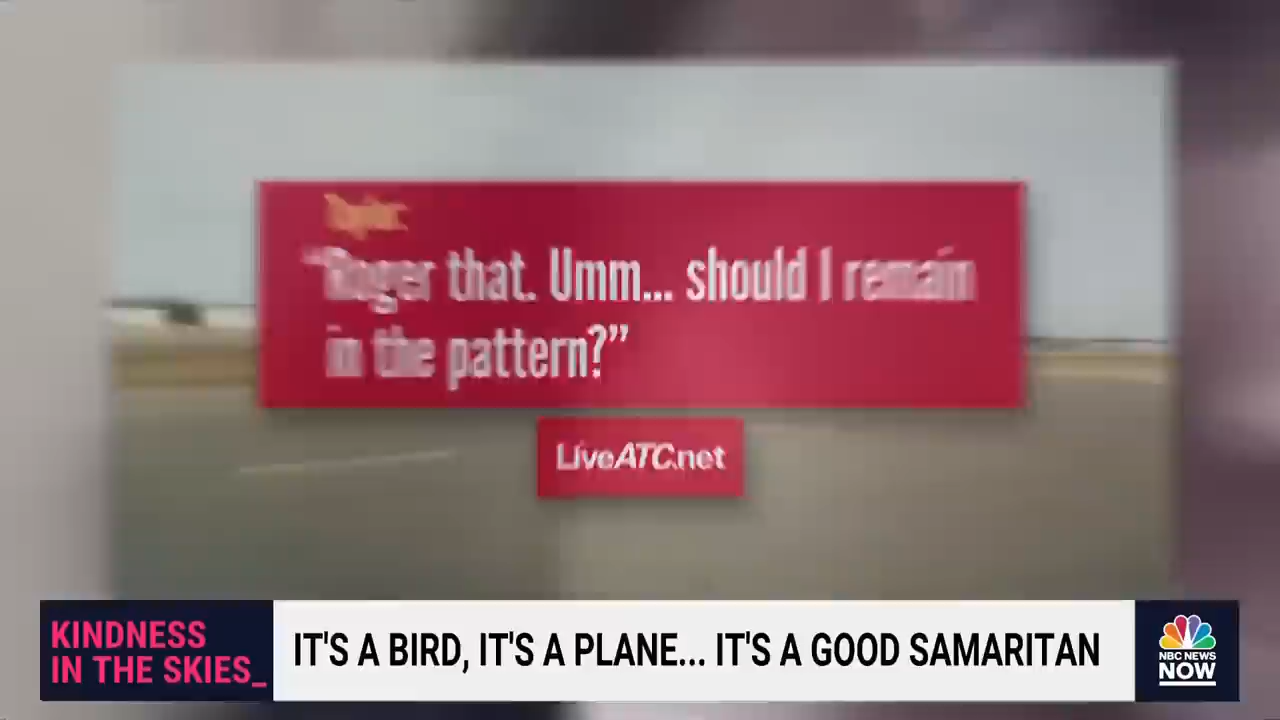 Taylor:
“Roger that. Umm... should I remain
in the pattern?”
LiveATC.net
KINDNESS
IN THE SKIES_
IT'S A BIRD, IT'S A PLANE... IT'S A GOOD SAMARITAN
NBC NEWS
NOW